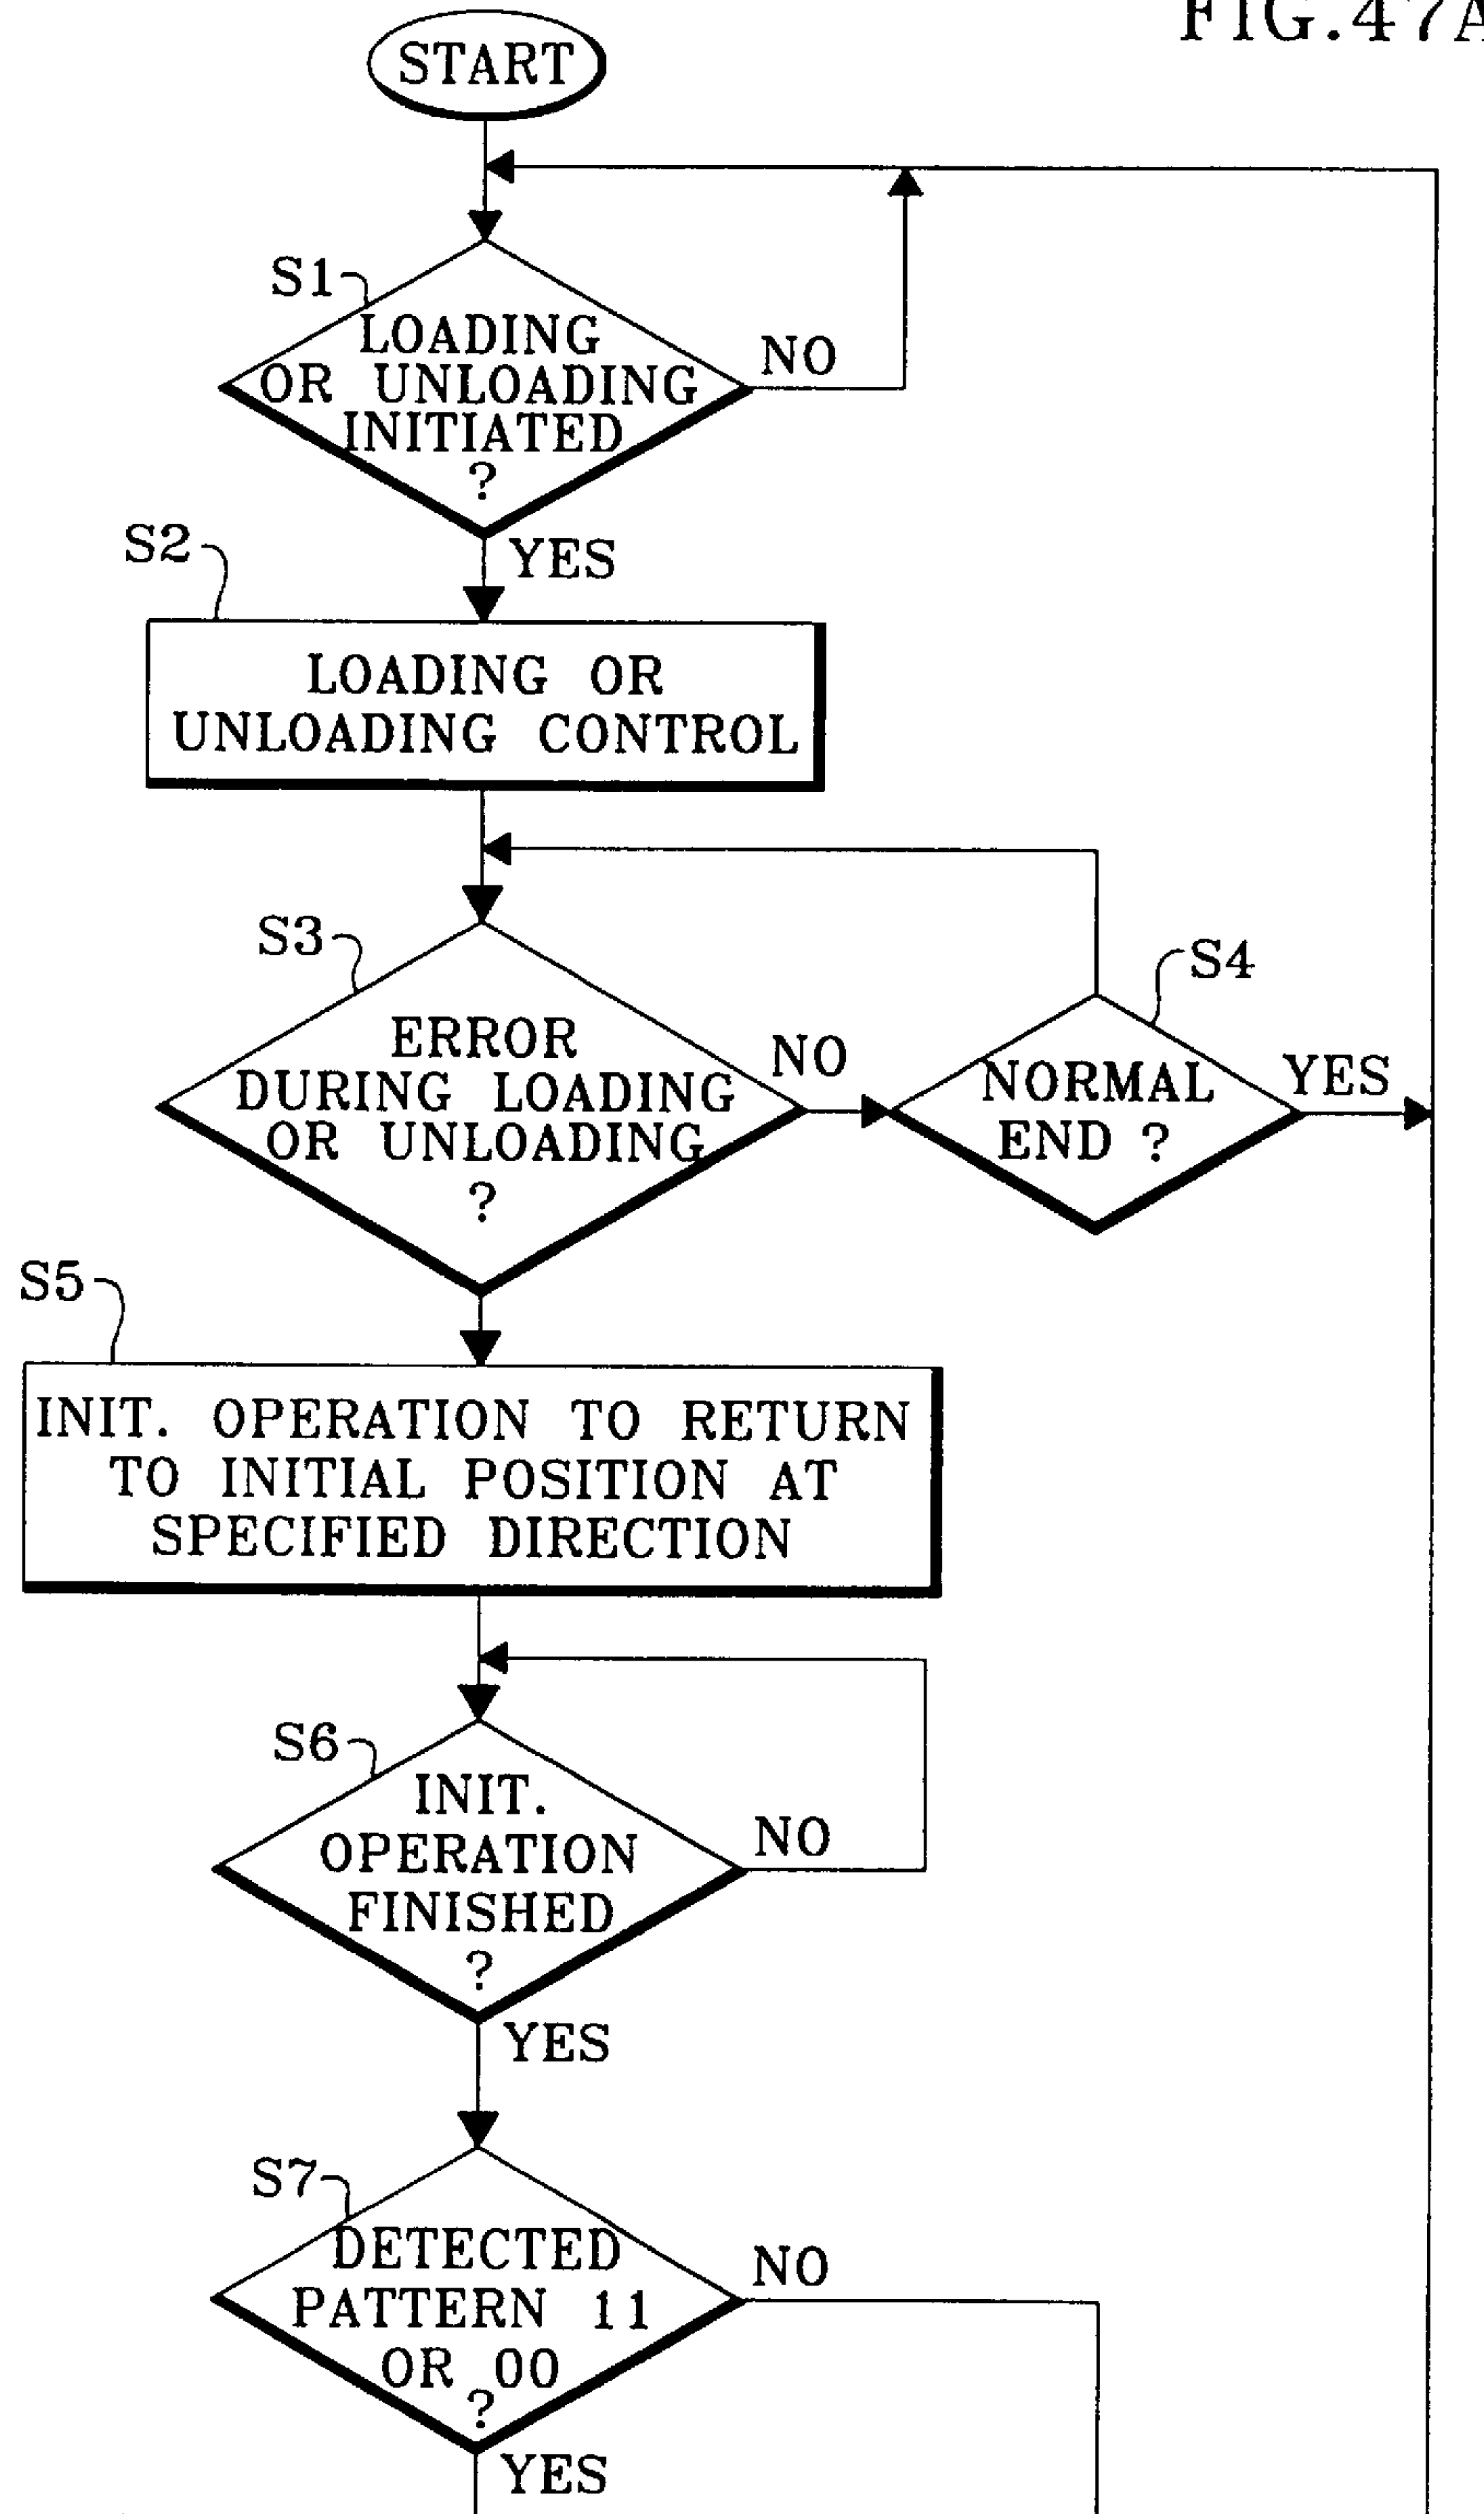 FIG.47A
START
S1
LOADING
OR UNLOADING
INITIATED
?
NO
YES
S2
LOADING OR
UNLOADING CONTROL
S3
ERROR
DURING LOADING
OR UNLOADING
?
NO
S4
NORMAL
END ?
YES
S5
INIT. OPERATION TO RETURN
TO INITIAL POSITION AT
SPECIFIED DIRECTION
S6
INIT.
OPERATION
FINISHED
?
NO
YES
S7
DETECTED
PATTERN 11
OR 00
?
NO
YES